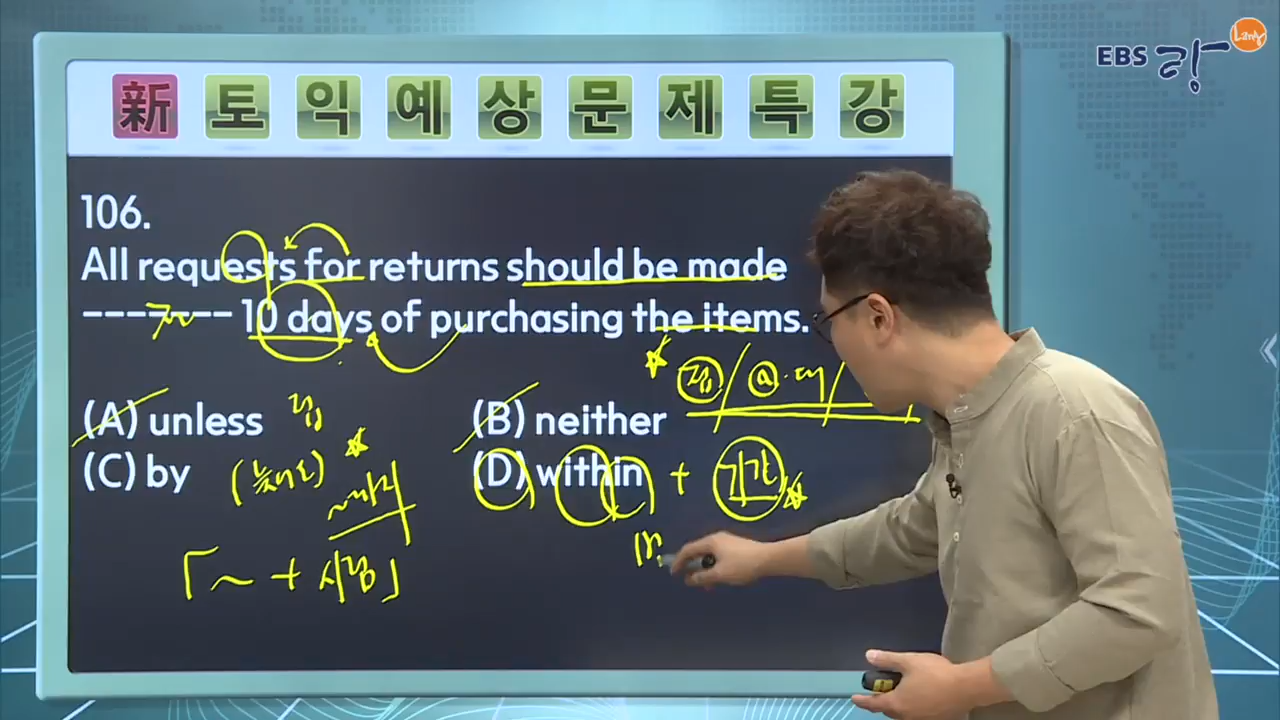 EBS 랑 Lang
新토익예상문제특강
106.
All requests for returns should be made
------- 10 days of purchasing the items.
(A) unless (B) neither
(C) by (D) within + 기간
~까지
「~ + 시점」